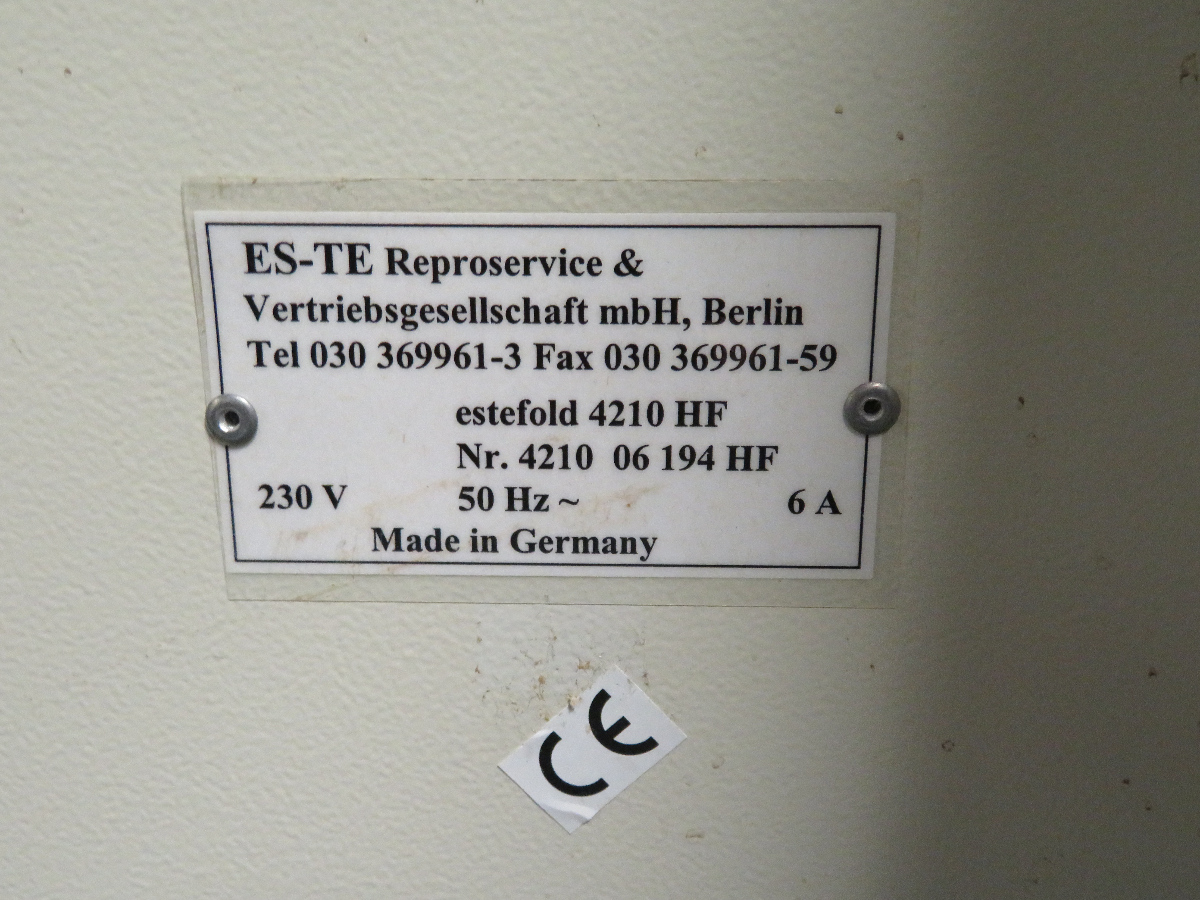 ES-TE Reproservice &
Vertriebsgesellschaft mbH, Berlin
Tel 030 369961-3 Fax 030 369961-59
estefold 4210 HF
Nr. 4210 06 194 HF
230 V 50 Hz ~ 6 A
Made in Germany
CE